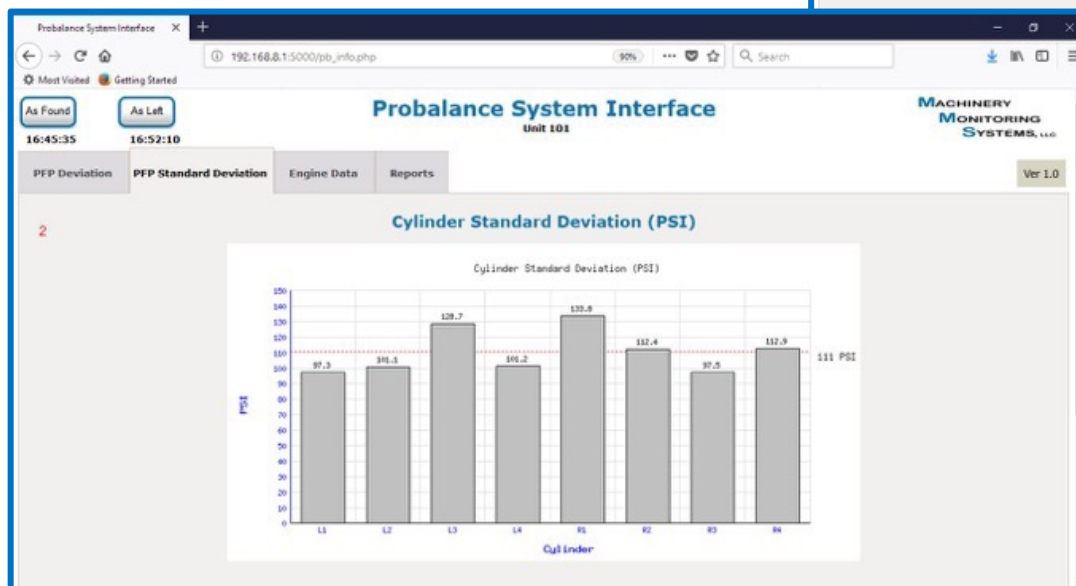 Probalance System Interface
192.168.8.1:5000/pb_info.php
90%
Search
Most Visited
Getting Started
As Found
As Left
Probalance System Interface
Unit 101
MACHINERY
MONITORING
SYSTEMS, LLC
16:45:35
16:52:10
PFP Deviation
PFP Standard Deviation
Engine Data
Reports
Ver 1.0
2
Cylinder Standard Deviation (PSI)
Cylinder Standard Deviation (PSI)
150
140
130
120
110
100
90
80
70
60
50
40
30
20
10
0
PSI
97.3
101.1
128.7
101.2
133.8
112.4
97.5
112.9
111 PSI
L1
L2
L3
L4
R1
R2
R3
R4
Cylinder